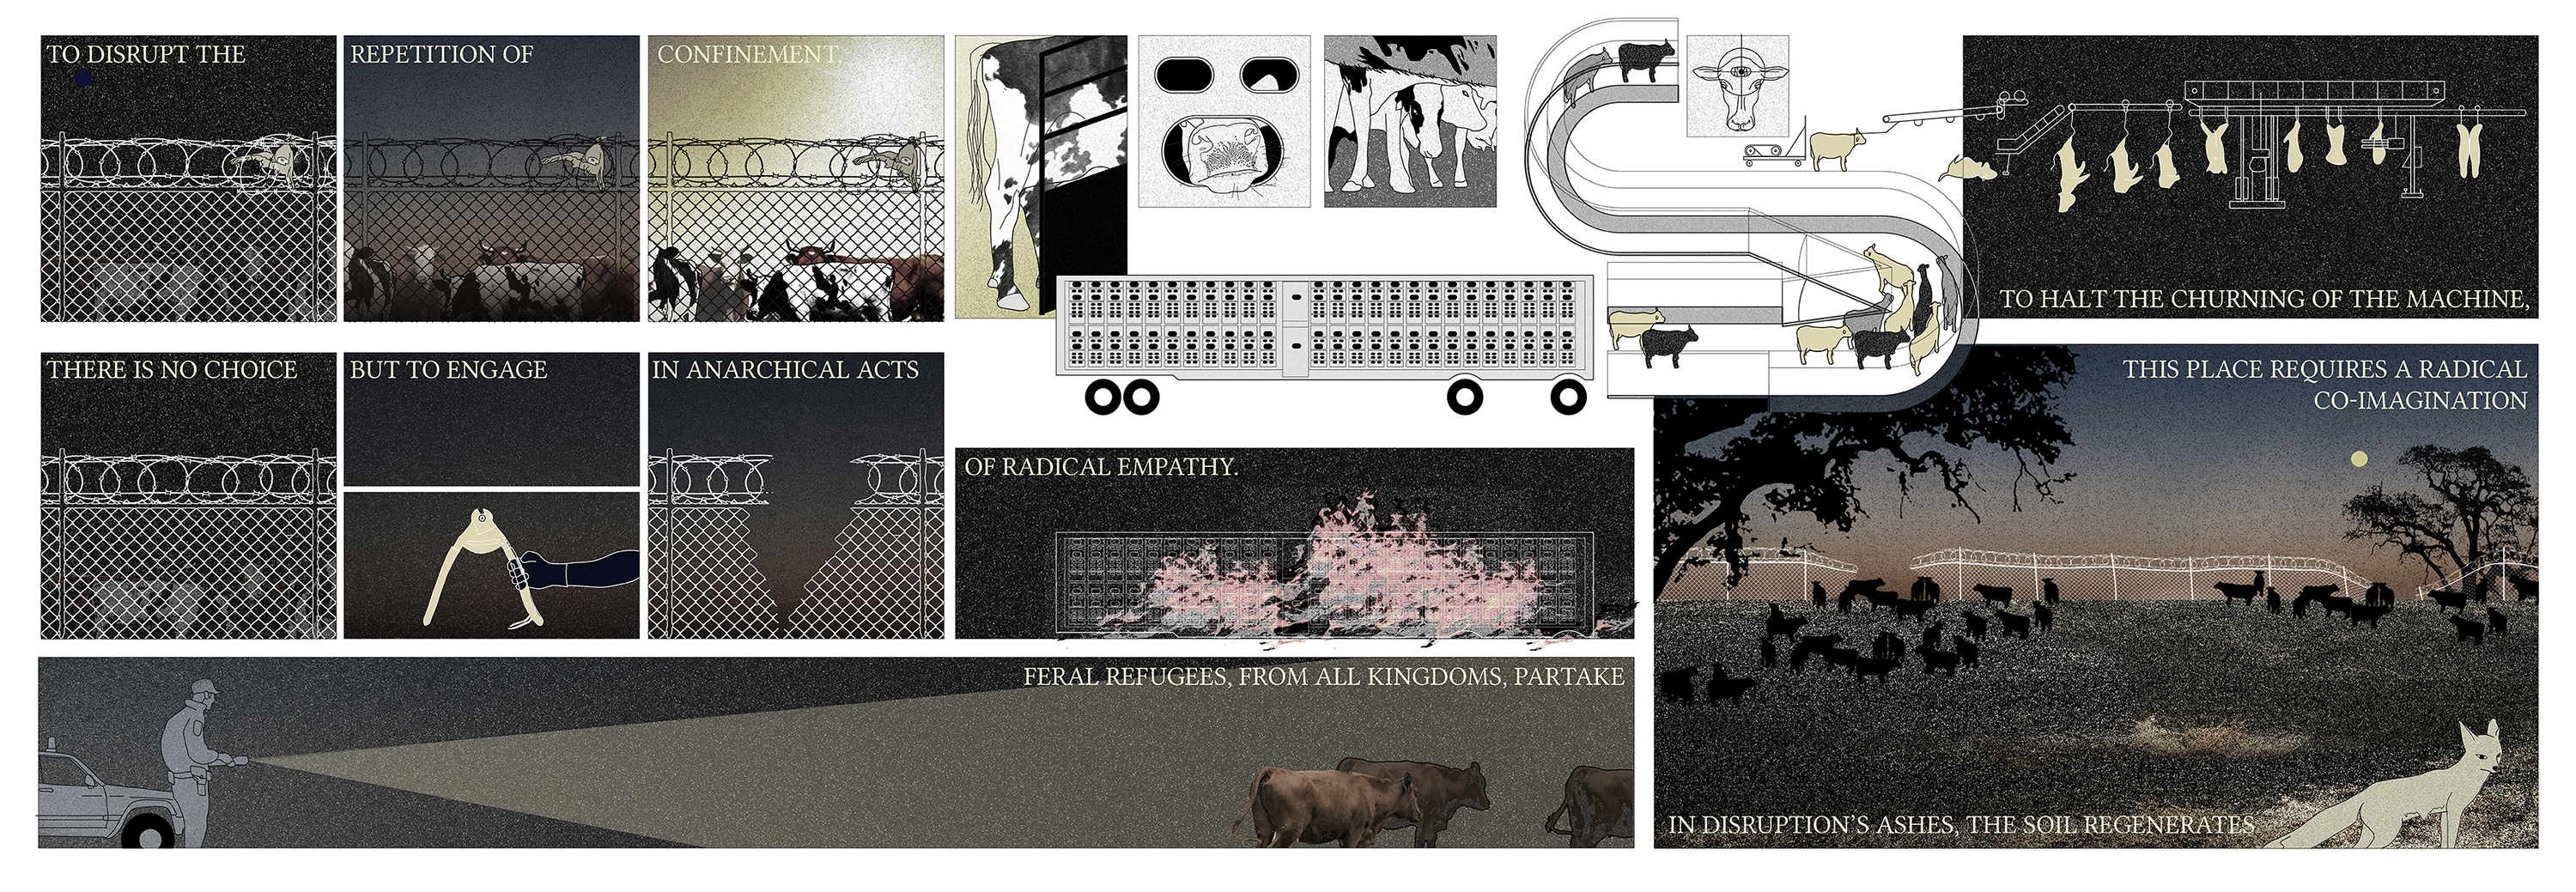 TO DISRUPT THE
REPETITION OF
CONFINEMENT,
TO HALT THE CHURNING OF THE MACHINE,
THERE IS NO CHOICE
BUT TO ENGAGE
IN ANARCHICAL ACTS
OF RADICAL EMPATHY.
FERAL REFUGEES, FROM ALL KINGDOMS, PARTAKE
THIS PLACE REQUIRES A RADICAL
CO-IMAGINATION
IN DISRUPTION’S ASHES, THE SOIL REGENERATES